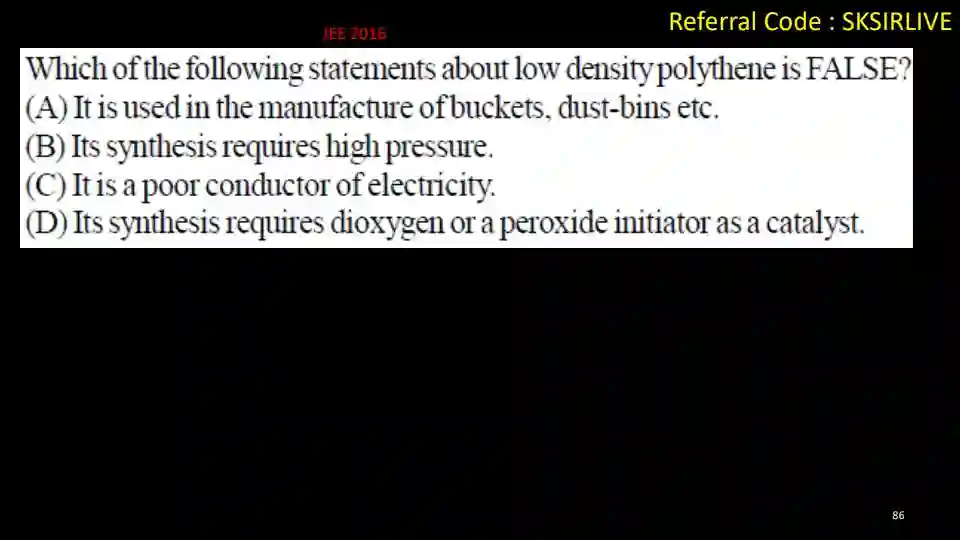 Referral Code : SKSIRLIVE
JEE 2016
Which of the following statements about low density polythene is FALSE?
(A) It is used in the manufacture of buckets, dust-bins etc.
(B) Its synthesis requires high pressure.
(C) It is a poor conductor of electricity.
(D) Its synthesis requires dioxygen or a peroxide initiator as a catalyst.
86